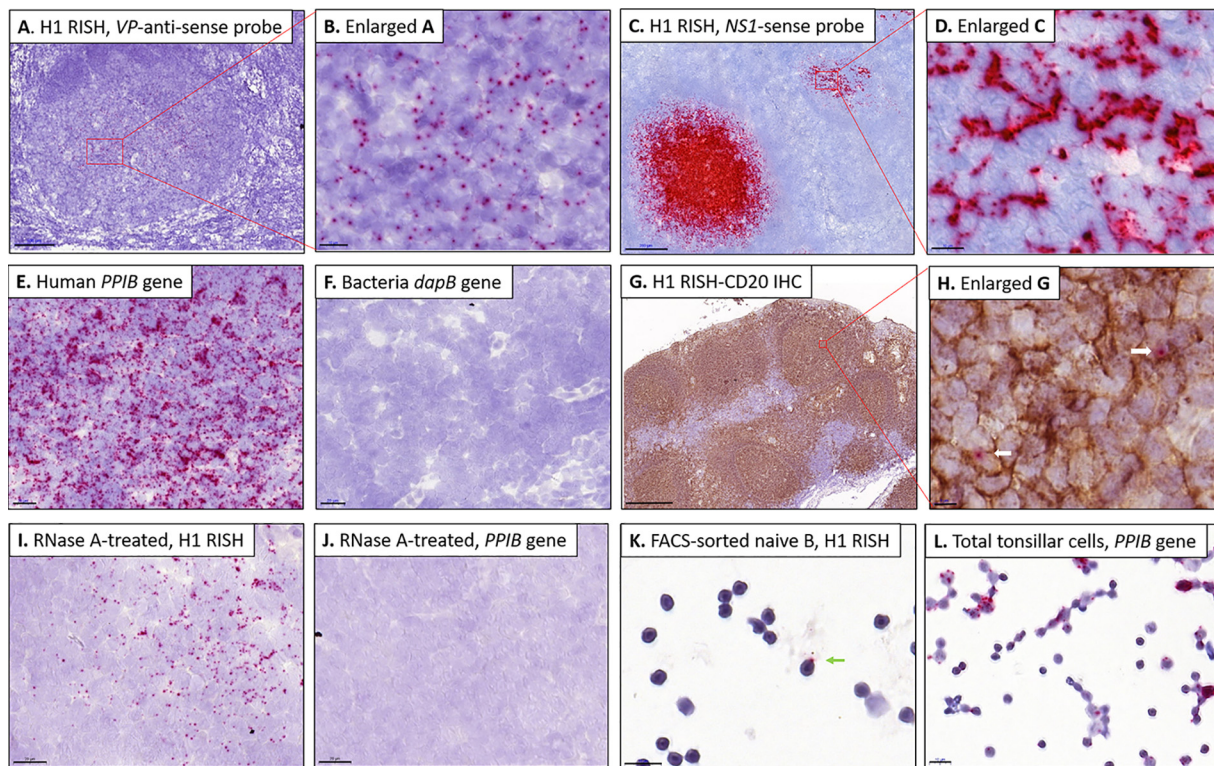 A. H1 RISH, VP-anti-sense probe
B. Enlarged A
C. H1 RISH, NS1-sense probe
D. Enlarged C
E. Human PPIB gene
F. Bacteria dapB gene
G. H1 RISH-CD20 IHC
H. Enlarged G
I. RNase A-treated, H1 RISH
J. RNase A-treated, PPIB gene
K. FACS-sorted naive B, H1 RISH
L. Total tonsillar cells, PPIB gene